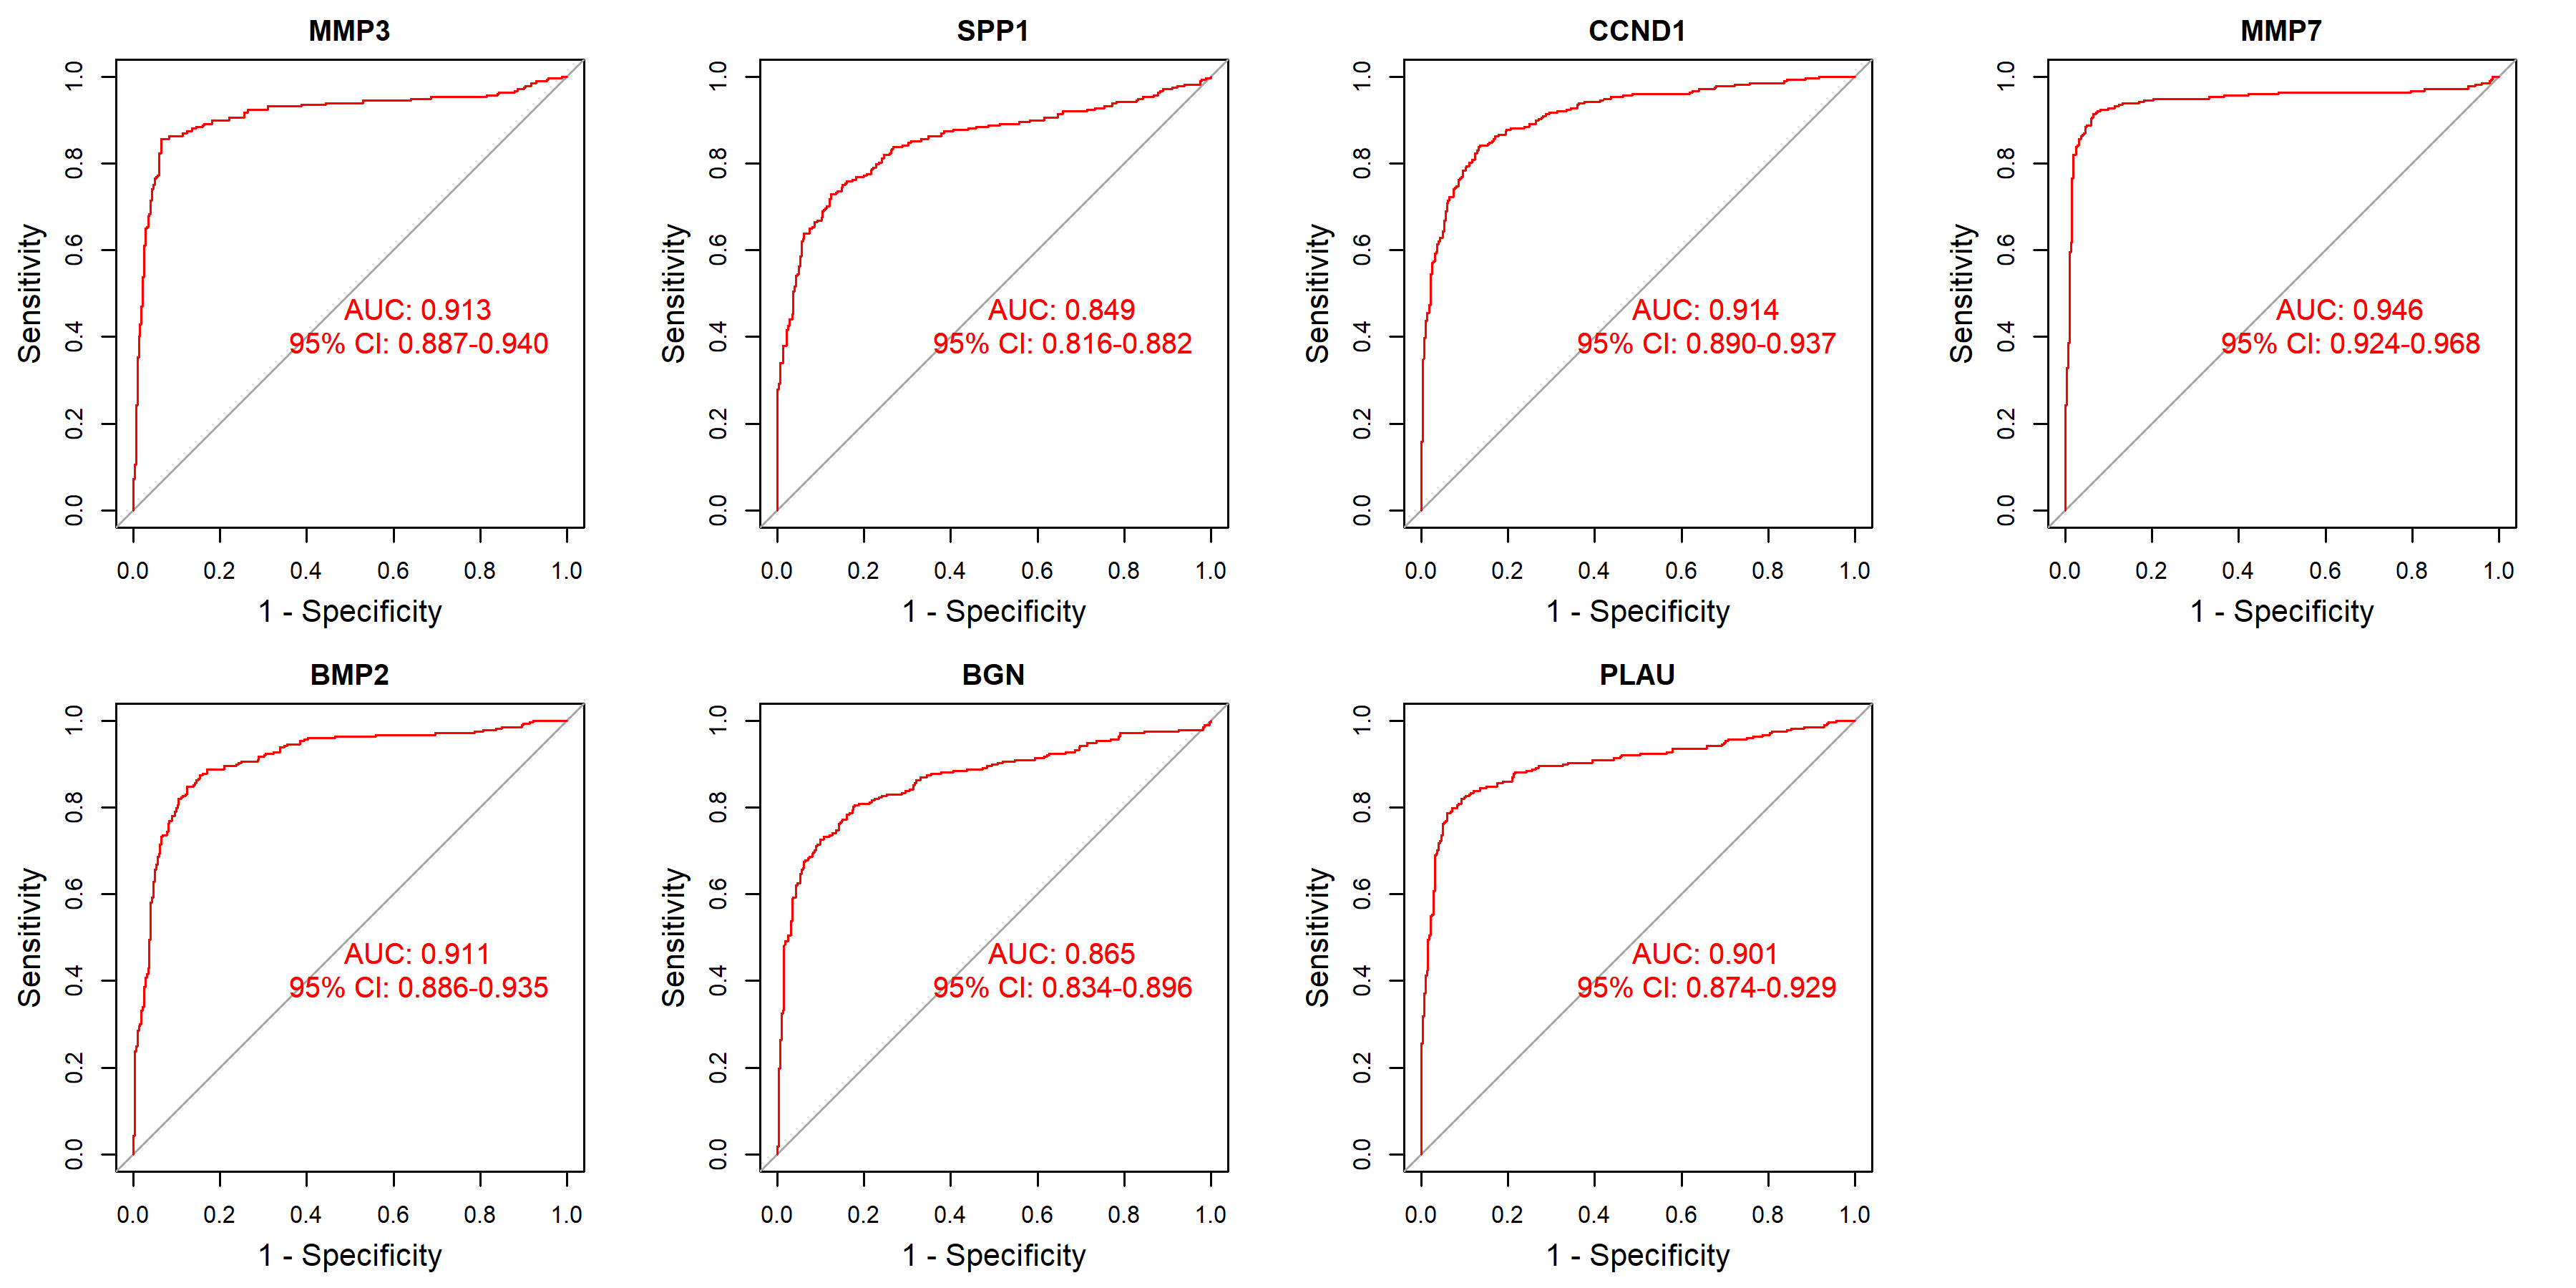 MMP3
1.0
0.8
0.6
0.4
0.2
0.0
Sensitivity
AUC: 0.913
95% CI: 0.887-0.940
0.0 0.2 0.4 0.6 0.8 1.0
1 - Specificity
SPP1
1.0
0.8
0.6
0.4
0.2
0.0
Sensitivity
AUC: 0.849
95% CI: 0.816-0.882
0.0 0.2 0.4 0.6 0.8 1.0
1 - Specificity
CCND1
1.0
0.8
0.6
0.4
0.2
0.0
Sensitivity
AUC: 0.914
95% CI: 0.890-0.937
0.0 0.2 0.4 0.6 0.8 1.0
1 - Specificity
MMP7
1.0
0.8
0.6
0.4
0.2
0.0
Sensitivity
AUC: 0.946
95% CI: 0.924-0.968
0.0 0.2 0.4 0.6 0.8 1.0
1 - Specificity
BMP2
1.0
0.8
0.6
0.4
0.2
0.0
Sensitivity
AUC: 0.911
95% CI: 0.886-0.935
0.0 0.2 0.4 0.6 0.8 1.0
1 - Specificity
BGN
1.0
0.8
0.6
0.4
0.2
0.0
Sensitivity
AUC: 0.865
95% CI: 0.834-0.896
0.0 0.2 0.4 0.6 0.8 1.0
1 - Specificity
PLAU
1.0
0.8
0.6
0.4
0.2
0.0
Sensitivity
AUC: 0.901
95% CI: 0.874-0.929
0.0 0.2 0.4 0.6 0.8 1.0
1 - Specificity